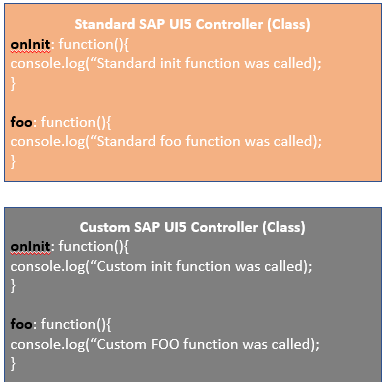 Standard SAP UI5 Controller (Class)
onInit: function(){
console.log(“Standard init function was called);
}
foo: function(){
console.log(“Standard foo function was called);
}
Custom SAP UI5 Controller (Class)
onInit: function(){
console.log(“Custom init function was called);
}
foo: function(){
console.log(“Custom FOO function was called);
}